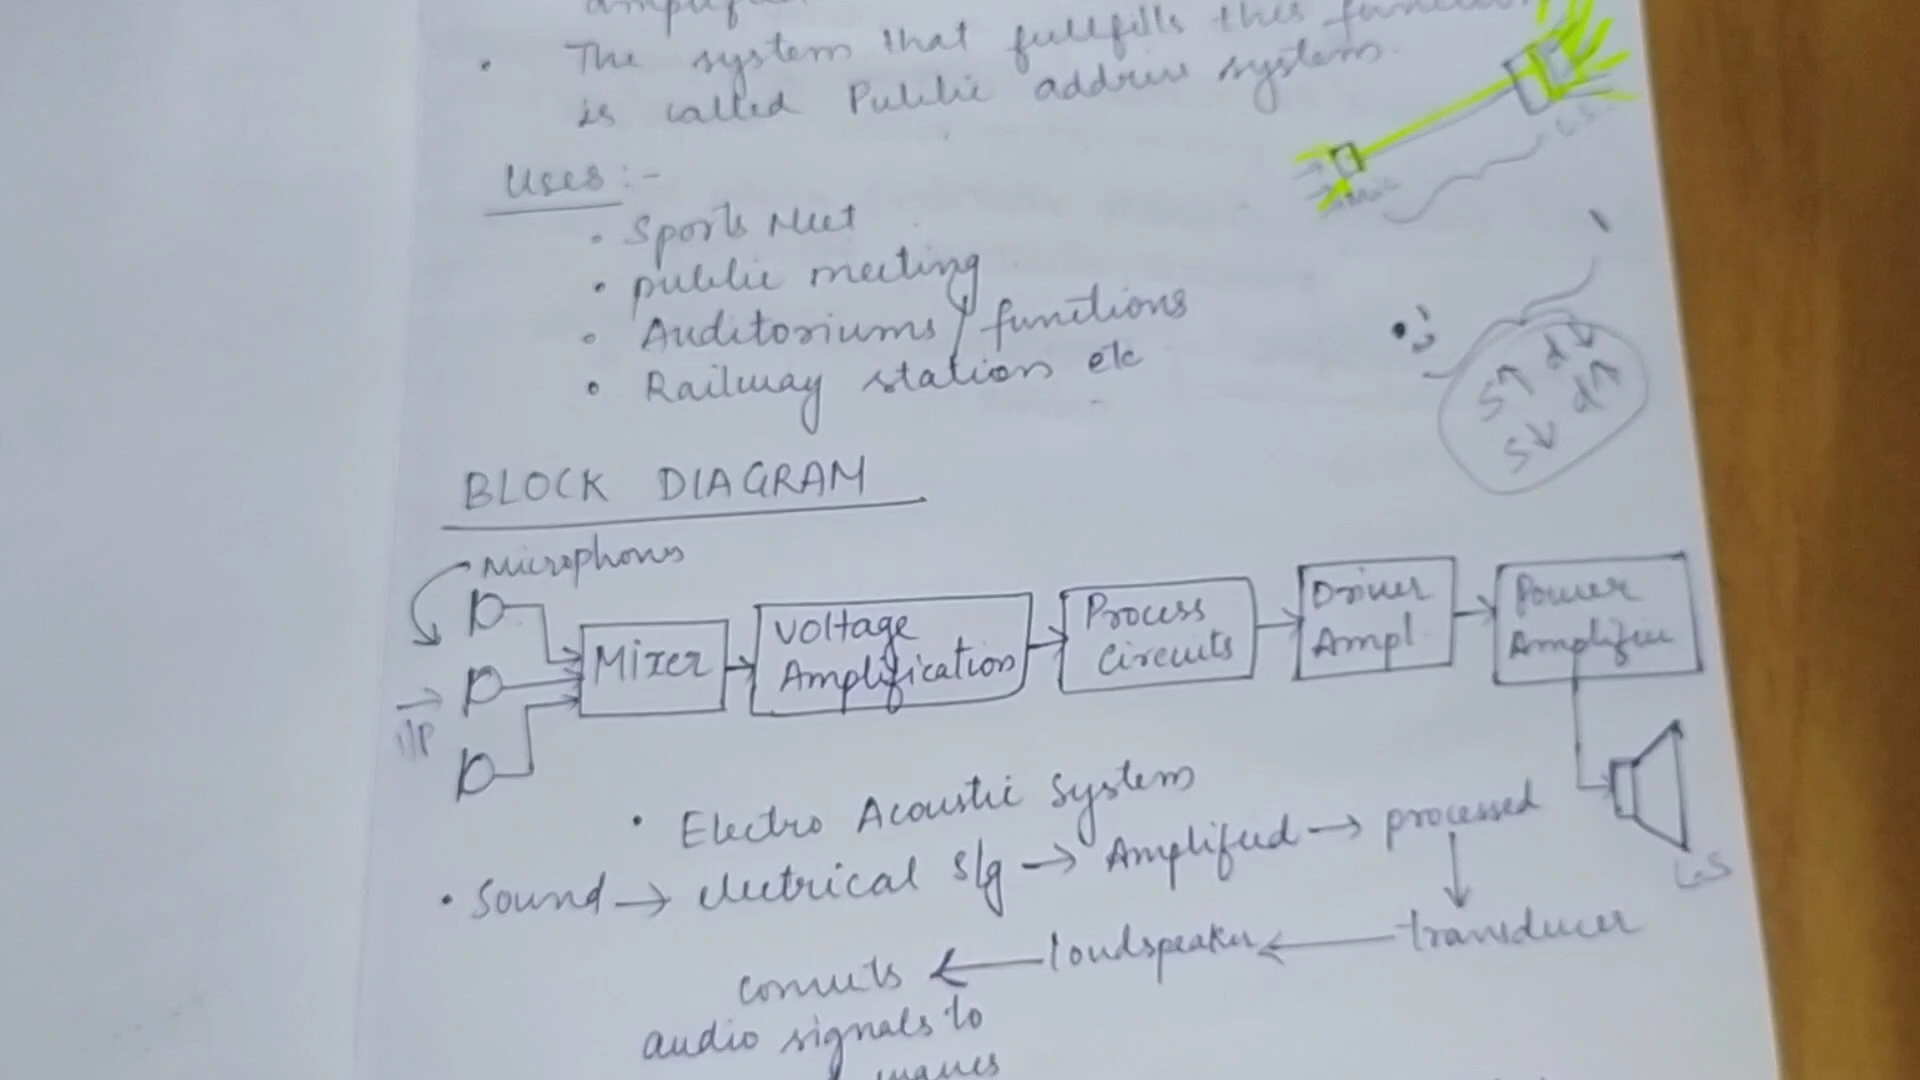 • The system that fullfills this
is called Public address system
Uses :-
• Sports Meet
• public meeting
• Auditoriums / functions
• Railway station etc
BLOCK DIAGRAM
Microphones
i/p
Mixer
Voltage
Amplification
Process
Circuits
Driver
Ampl.
Power
Amplifier
LS
• Electro Acoustic System
• Sound → electrical s/g → Amplified → processed
↓
converts ← loudspeaker ← transducer
audio signals to
waves
Mic
L.S
S↑ d↓
d↑
S↓